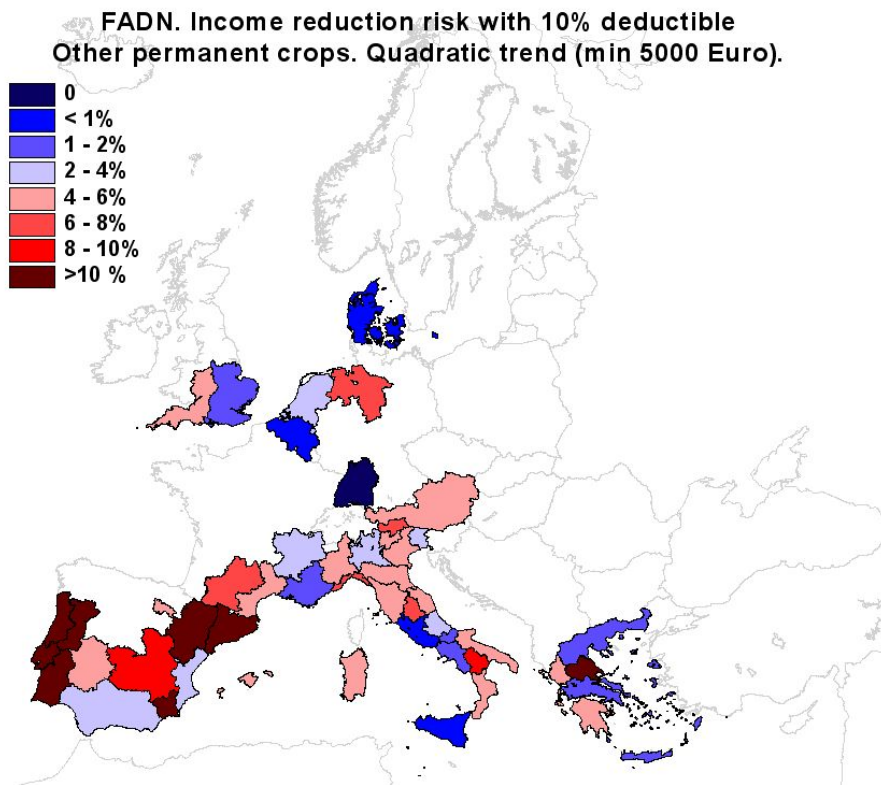 FADN. Income reduction risk with 10% deductible
Other permanent crops. Quadratic trend (min 5000 Euro).
0
< 1%
1 - 2%
2 - 4%
4 - 6%
6 - 8%
8 - 10%
>10 %